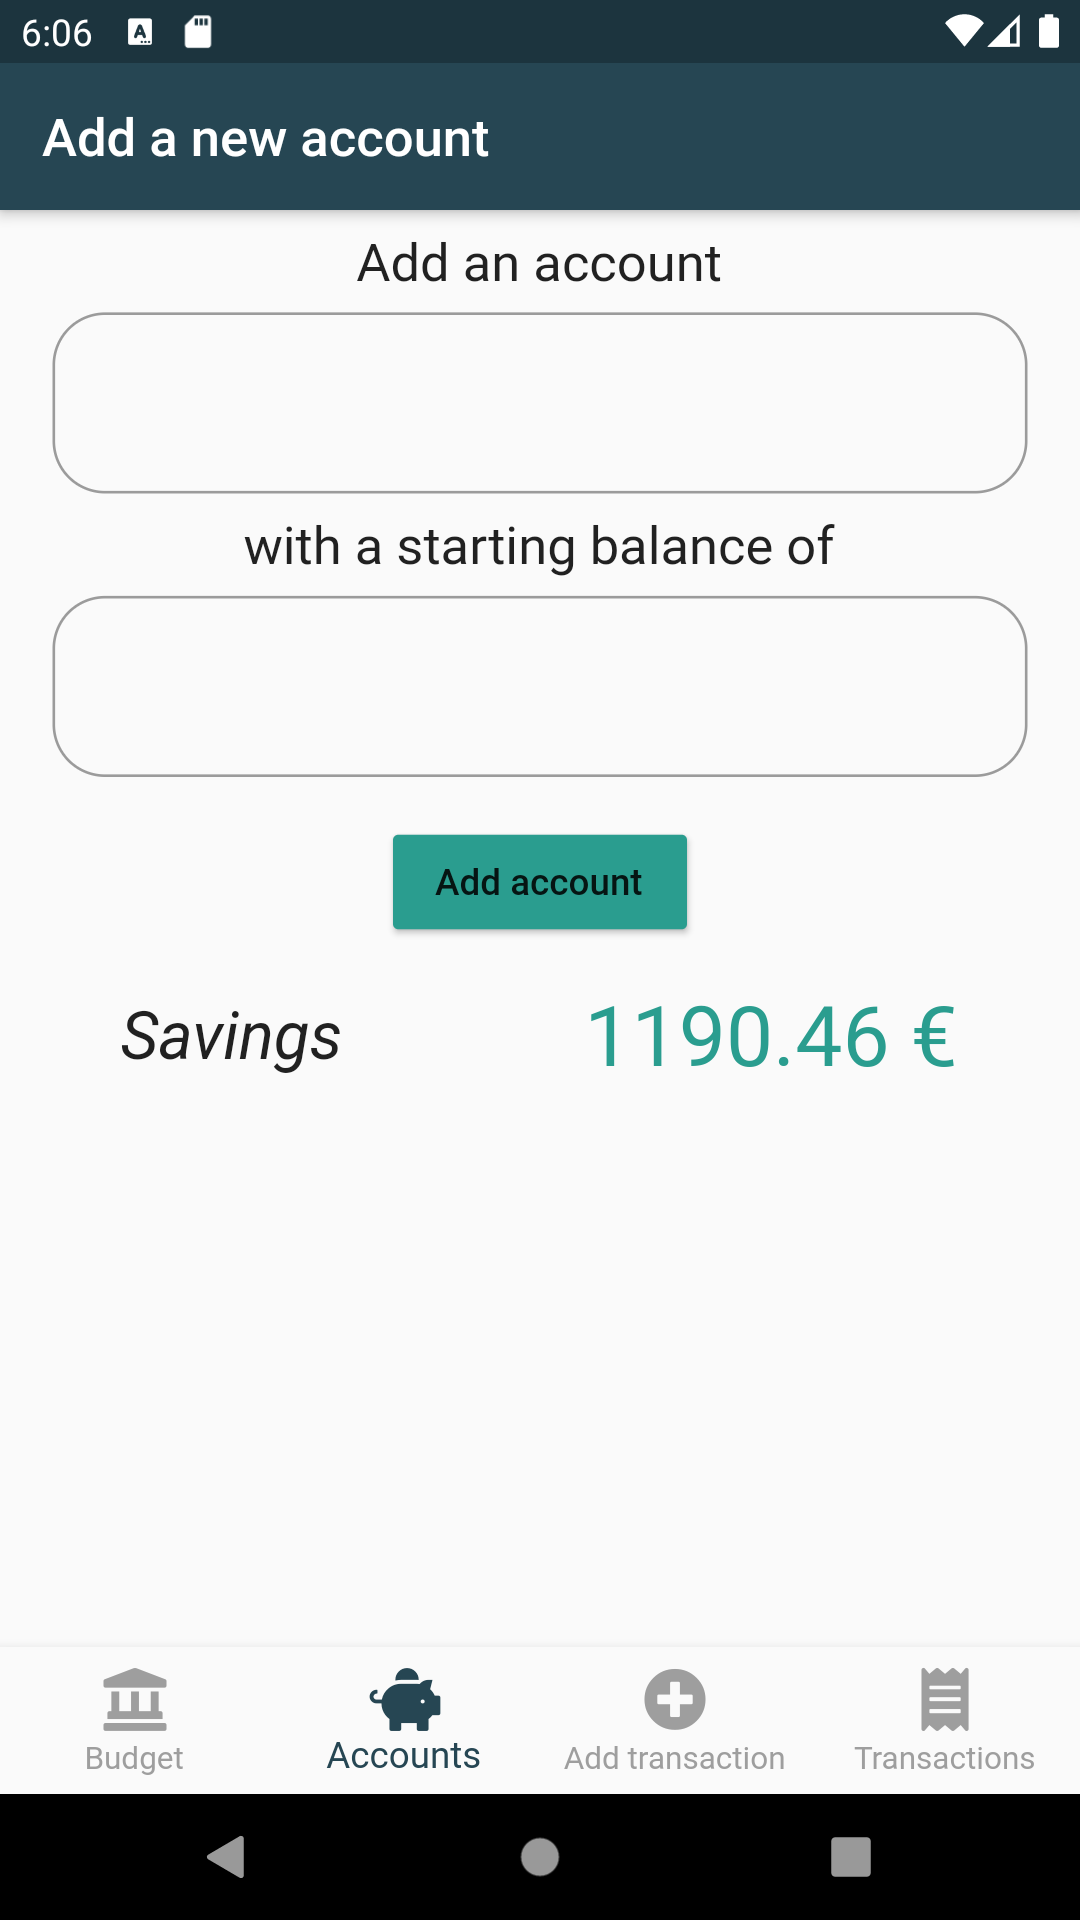 6:06
Add a new account
Add an account
with a starting balance of
Add account
Savings 1190.46 €
Budget Accounts Add transaction Transactions